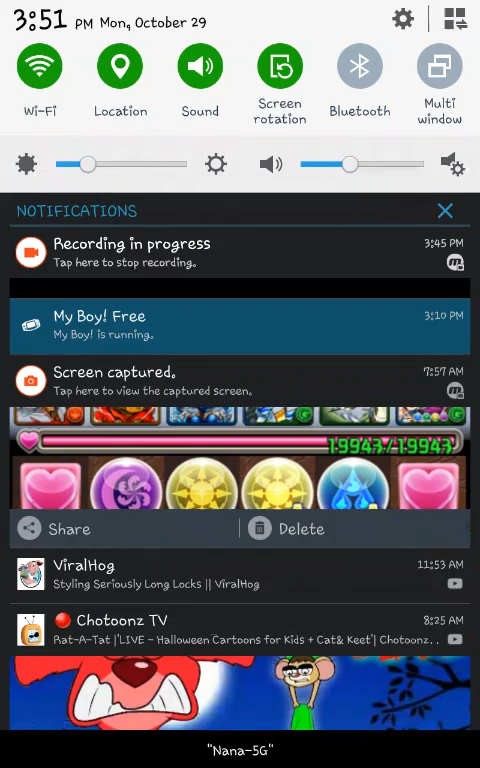 3:51 PM Mon, October 29
Wi-Fi
Location
Sound
Screen rotation
Bluetooth
Multi window
NOTIFICATIONS
Recording in progress 3:45 PM
Tap here to stop recording.
My Boy! Free 3:10 PM
My Boy! is running.
Screen captured. 7:57 AM
Tap here to view the captured screen.
19943/19943
Share
Delete
ViralHog 11:53 AM
Styling Seriously Long Locks || ViralHog
Chotoonz TV 8:25 AM
Rat-A-Tat |'LIVE - Halloween Cartoons for Kids + Cat& Keet'| Chotoonz..
"Nana-5G"